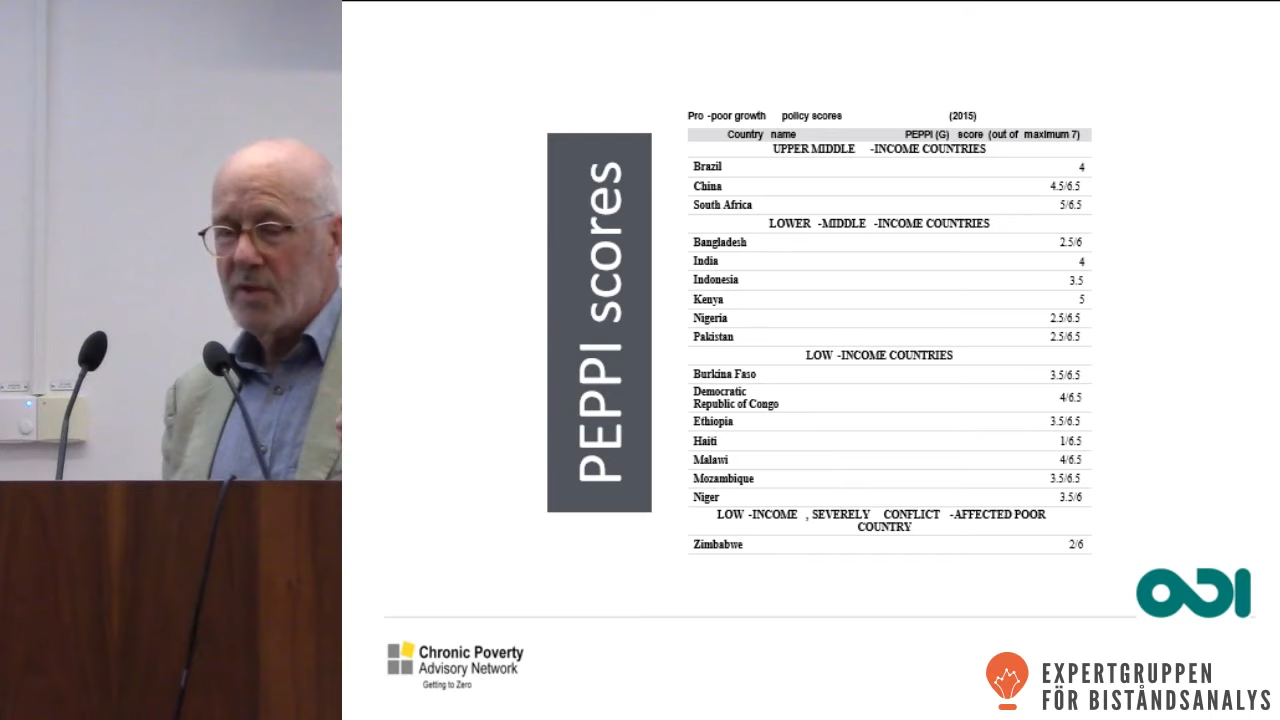 PEPPI scores
Pro -poor growth policy scores (2015)
Country name PEPPI (G) score (out of maximum 7)
UPPER MIDDLE -INCOME COUNTRIES
Brazil 4
China 4.5/6.5
South Africa 5/6.5
LOWER -MIDDLE -INCOME COUNTRIES
Bangladesh 2.5/6
India 4
Indonesia 3.5
Kenya 5
Nigeria 2.5/6.5
Pakistan 2.5/6.5
LOW -INCOME COUNTRIES
Burkina Faso 3.5/6.5
Democratic
Republic of Congo 4/6.5
Ethiopia 3.5/6.5
Haiti 1/6.5
Malawi 4/6.5
Mozambique 3.5/6.5
Niger 3.5/6
LOW -INCOME , SEVERELY CONFLICT -AFFECTED POOR
COUNTRY
Zimbabwe 2/6
ODI
Chronic Poverty
Advisory Network
Getting to Zero
EXPERTGRUPPEN
FÖR BISTÅNDSANALYS